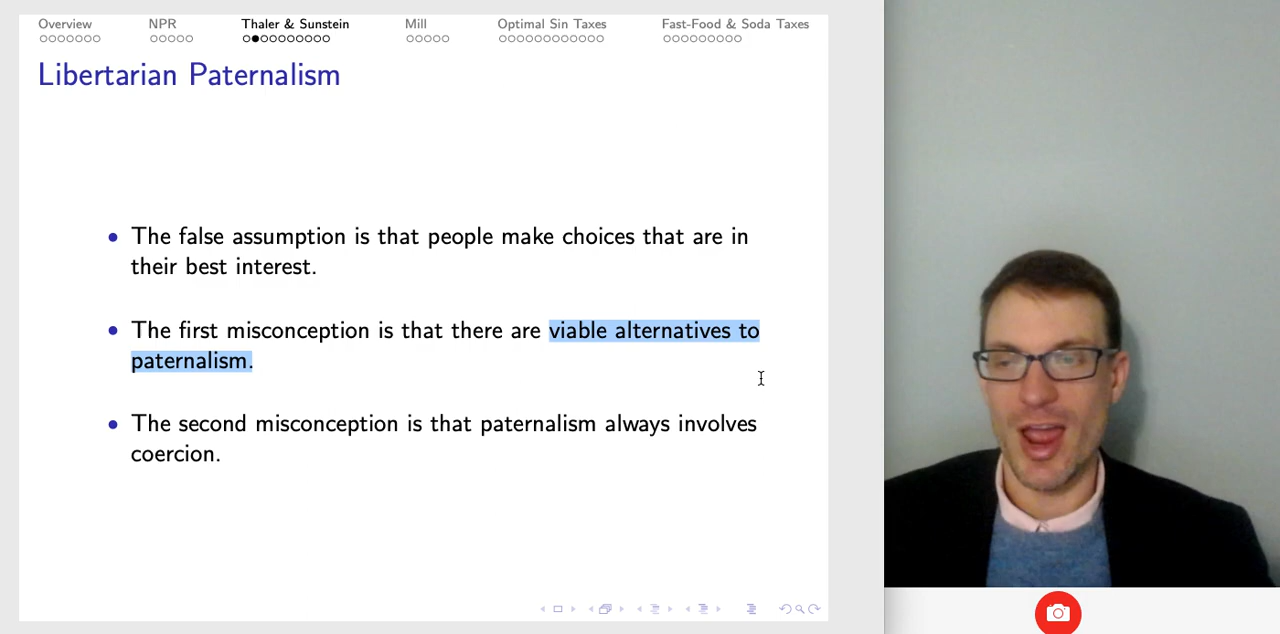 Overview NPR Thaler & Sunstein Mill Optimal Sin Taxes Fast-Food & Soda Taxes
Libertarian Paternalism
• The false assumption is that people make choices that are in
their best interest.
• The first misconception is that there are viable alternatives to
paternalism.
• The second misconception is that paternalism always involves
coercion.